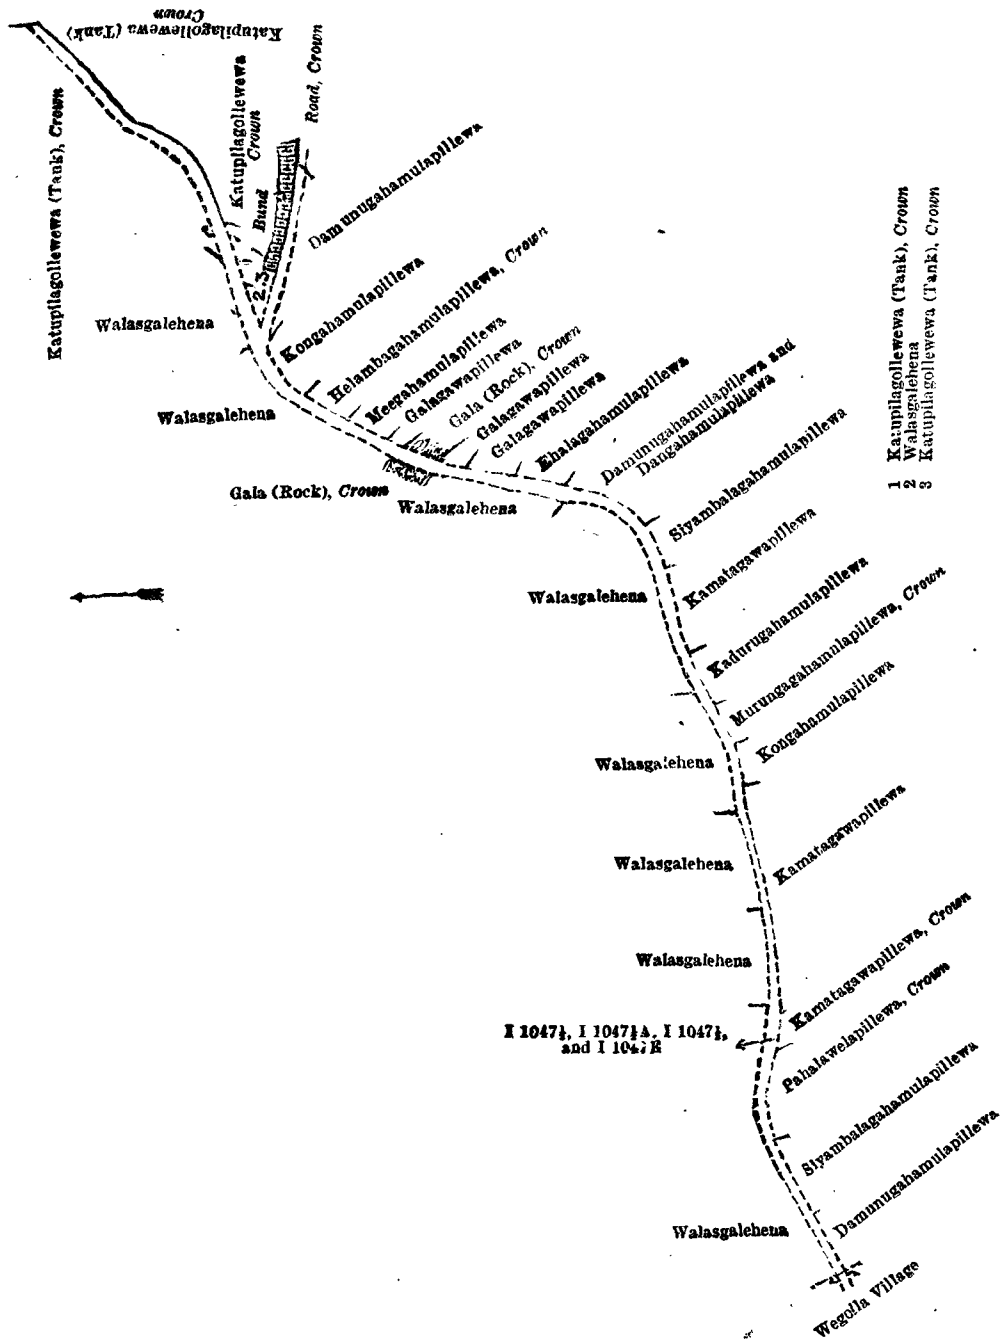 Katupilagollewewa (Tank)
Crown
Katupilagollewewa (Tank), Crown
Katupilagollewewa
Crown
Bund
Road, Crown
2
3
Damunugahamulapillewa
Walasgalehena
Kongahamulapillewa
Helambagahamulapillewa, Crown
Walasgalehena
Meegahamulapillewa
Galagawapillewa
Gala (Rock), Crown
Galagawapillewa
Galagawapillewa
Gala (Rock), Crown
Ehalagahamulapillewa
Walasgalehena
Damunugahamulapillewa and
Dangahamulapillewa
Siyambalagahamulapillewa
1 Katupilagollewewa (Tank), Crown
2 Walasgalehena
3 Katupilagollewewa (Tank), Crown
Walasgalehena
Kamatagawapillewa
Kadurugahamulapillewa
Murungagahamulapillewa, Crown
Kongahamulapillewa
Walasgalehena
Kamatagawapillewa
Walasgalehena
Walasgalehena
Kamatagawapillewa, Crown
Pahalawelapillewa, Crown
and I
Siyambalagahamulapillewa
Damunugahamulapillewa
Walasgalehena
Wegolla Village